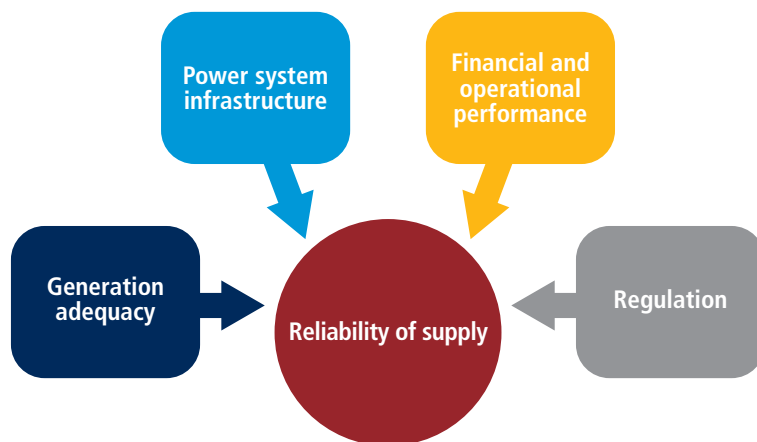 Power system
infrastructure
Financial and
operational
performance
Generation
adequacy
Reliability of supply
Regulation